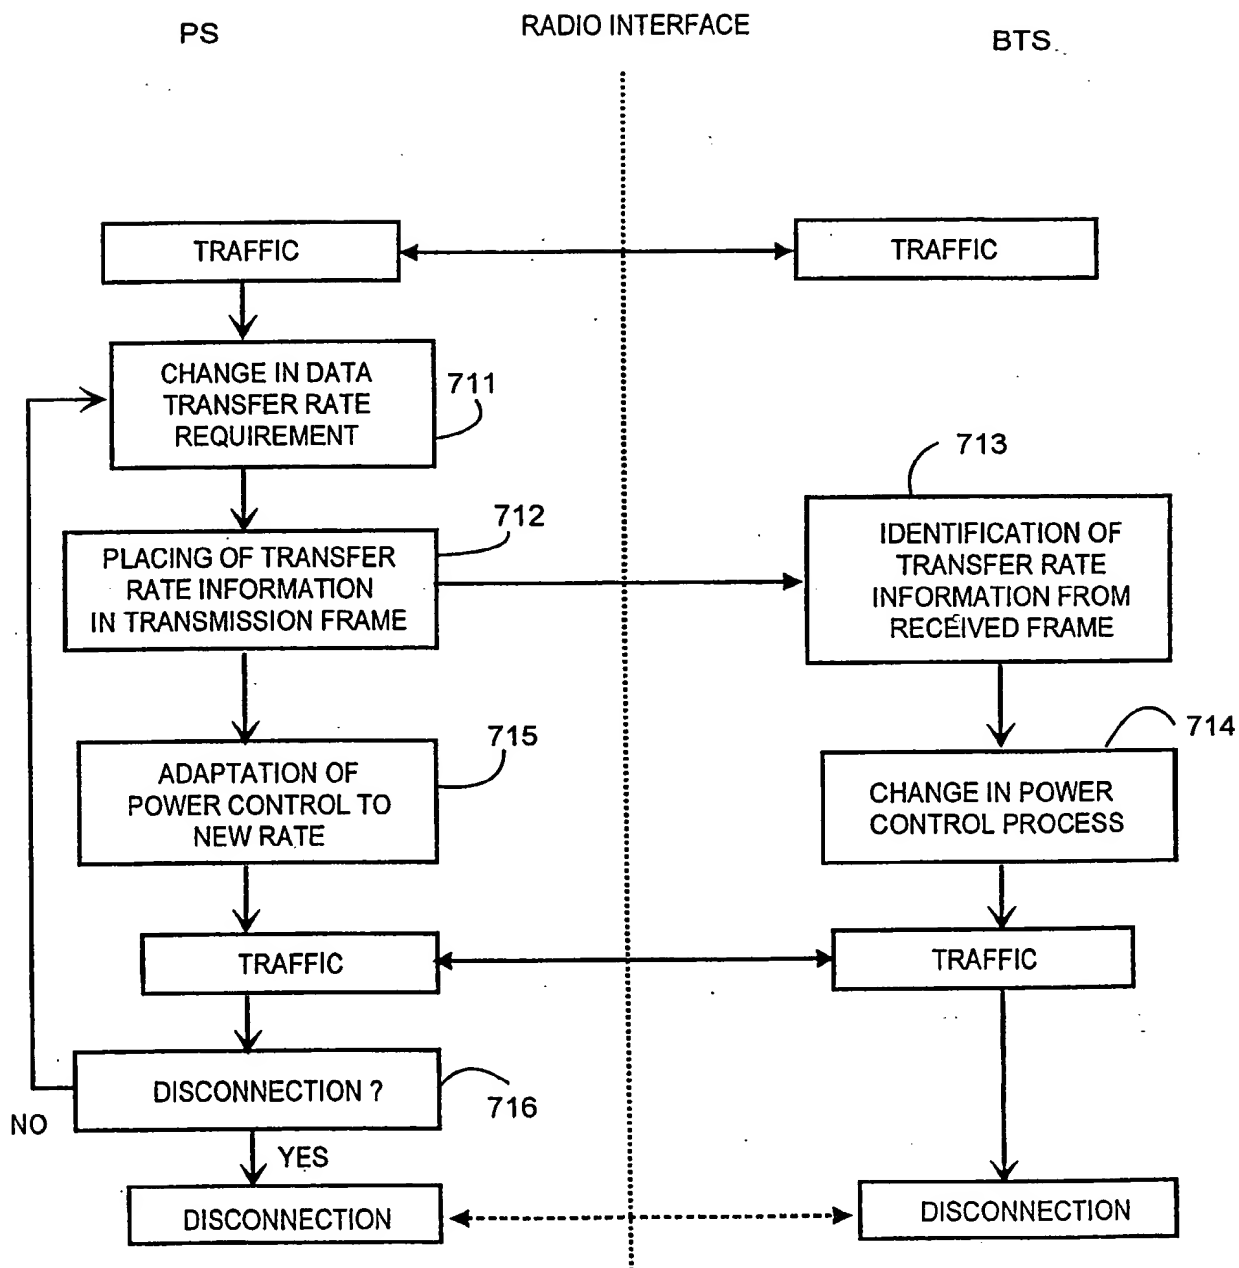 PS
RADIO INTERFACE
BTS
TRAFFIC
TRAFFIC
CHANGE IN DATA
TRANSFER RATE
REQUIREMENT
711
713
712
PLACING OF TRANSFER
RATE INFORMATION
IN TRANSMISSION FRAME
IDENTIFICATION OF
TRANSFER RATE
INFORMATION FROM
RECEIVED FRAME
714
715
ADAPTATION OF
POWER CONTROL TO
NEW RATE
CHANGE IN POWER
CONTROL PROCESS
TRAFFIC
TRAFFIC
DISCONNECTION ?
716
NO
YES
DISCONNECTION
DISCONNECTION